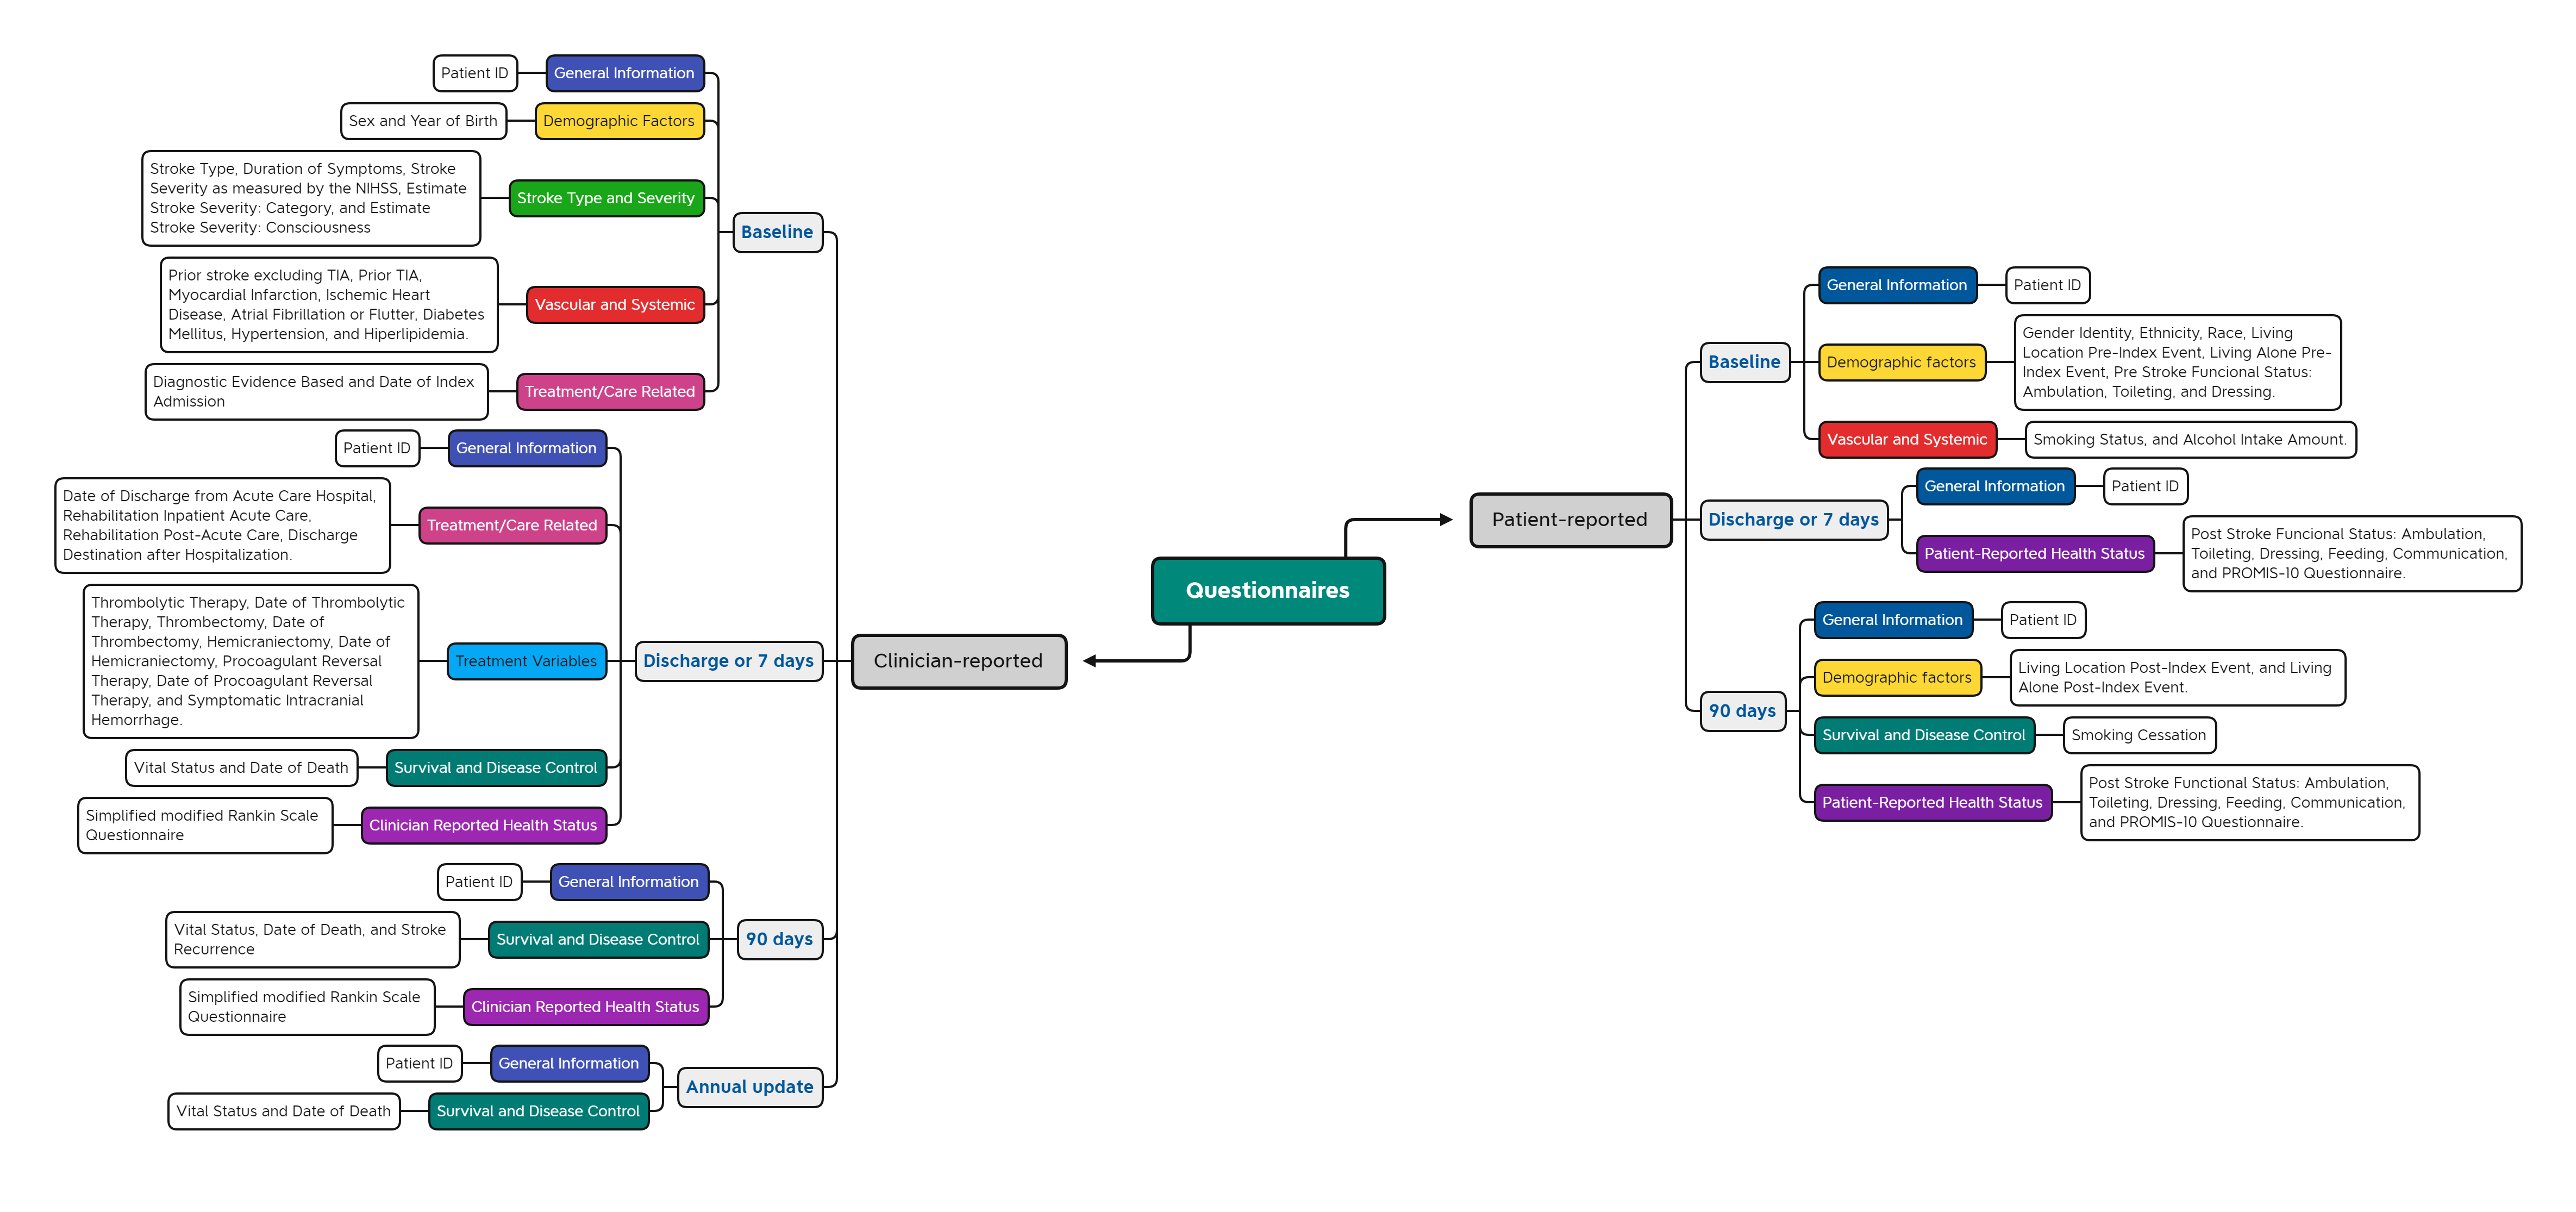 Questionnaires
Clinician-reported
Baseline
General Information
Patient ID
Demographic Factors
Sex and Year of Birth
Stroke Type and Severity
Stroke Type, Duration of Symptoms, Stroke
Severity as measured by the NIHSS, Estimate
Stroke Severity: Category, and Estimate
Stroke Severity: Consciousness
Vascular and Systemic
Prior stroke excluding TIA, Prior TIA,
Myocardial Infarction, Ischemic Heart
Disease, Atrial Fibrillation or Flutter, Diabetes
Mellitus, Hypertension, and Hiperlipidemia.
Treatment/Care Related
Diagnostic Evidence Based and Date of Index
Admission
Discharge or 7 days
General Information
Patient ID
Treatment/Care Related
Date of Discharge from Acute Care Hospital,
Rehabilitation Inpatient Acute Care,
Rehabilitation Post-Acute Care, Discharge
Destination after Hospitalization.
Treatment Variables
Thrombolytic Therapy, Date of Thrombolytic
Therapy, Thrombectomy, Date of
Thrombectomy, Hemicraniectomy, Date of
Hemicraniectomy, Procoagulant Reversal
Therapy, Date of Procoagulant Reversal
Therapy, and Symptomatic Intracranial
Hemorrhage.
Survival and Disease Control
Vital Status and Date of Death
Clinician Reported Health Status
Simplified modified Rankin Scale
Questionnaire
90 days
General Information
Patient ID
Survival and Disease Control
Vital Status, Date of Death, and Stroke
Recurrence
Clinician Reported Health Status
Simplified modified Rankin Scale
Questionnaire
Annual update
General Information
Patient ID
Survival and Disease Control
Vital Status and Date of Death
Patient-reported
Baseline
General Information
Patient ID
Demographic factors
Gender Identity, Ethnicity, Race, Living
Location Pre-Index Event, Living Alone Pre-
Index Event, Pre Stroke Funcional Status:
Ambulation, Toileting, and Dressing.
Vascular and Systemic
Smoking Status, and Alcohol Intake Amount.
Discharge or 7 days
General Information
Patient ID
Patient-Reported Health Status
Post Stroke Funcional Status: Ambulation,
Toileting, Dressing, Feeding, Communication,
and PROMIS-10 Questionnaire.
90 days
General Information
Patient ID
Demographic factors
Living Location Post-Index Event, and Living
Alone Post-Index Event.
Survival and Disease Control
Smoking Cessation
Patient-Reported Health Status
Post Stroke Functional Status: Ambulation,
Toileting, Dressing, Feeding, Communication,
and PROMIS-10 Questionnaire.